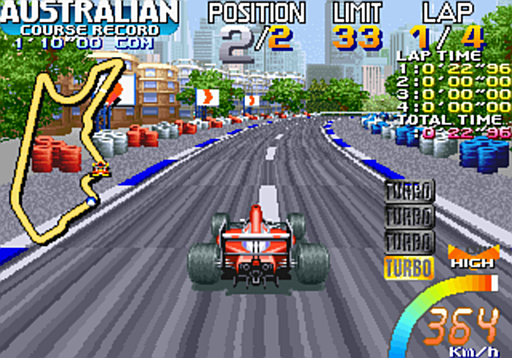 AUSTRALIAN
COURSE RECORD
1'10"00 COM
POSITION
2/2
LIMIT
33
LAP
1/4
LAP TIME
1:0'22"96
2:0'00"00
3:0'00"00
4:0'00"00
TOTAL TIME
:0'22"96
TURBO
TURBO
TURBO
TURBO
HIGH
364
Km/h